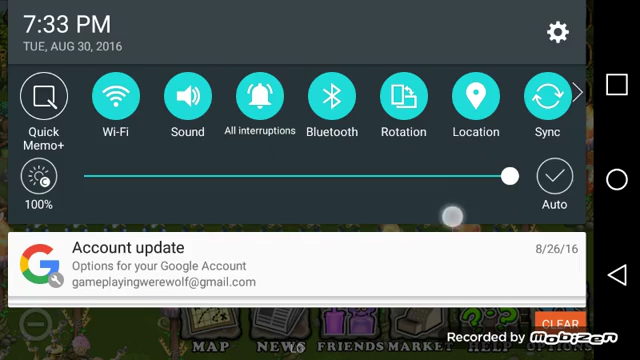 7:33 PM
TUE, AUG 30, 2016
Quick
Memo+
Wi-Fi
Sound
All interruptions
Bluetooth
Rotation
Location
Sync
100%
Auto
Account update
8/26/16
Options for your Google Account
gameplayingwerewolf@gmail.com
CLEAR
MAP
NEWS
FRIENDS
MARKET
Recorded by
Mobizen